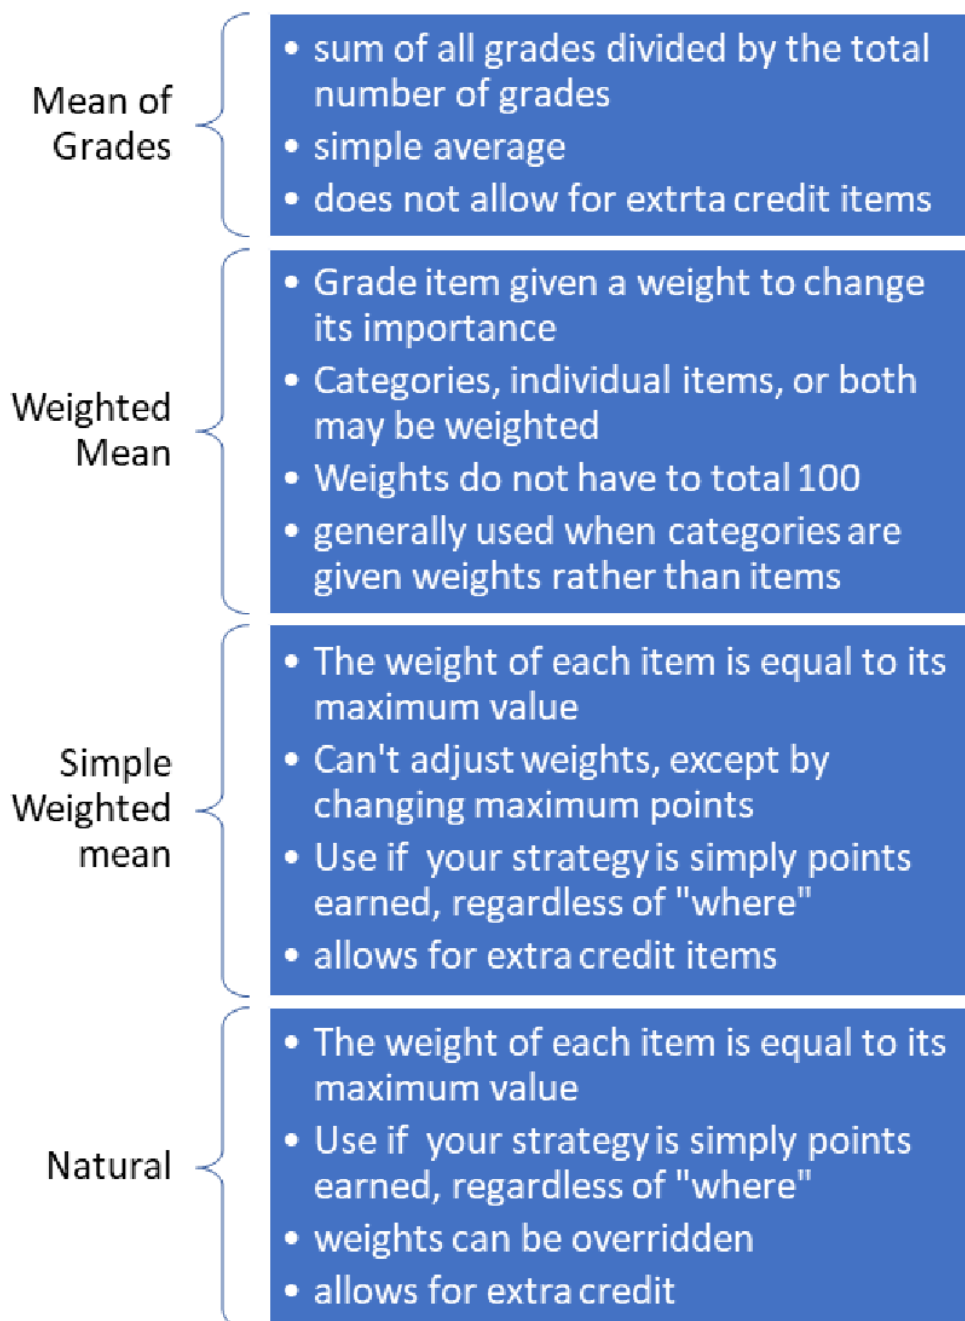 Mean of
Grades
• sum of all grades divided by the total
number of grades
• simple average
• does not allow for extrta credit items
Weighted
Mean
• Grade item given a weight to change
its importance
• Categories, individual items, or both
may be weighted
• Weights do not have to total 100
• generally used when categories are
given weights rather than items
Simple
Weighted
mean
• The weight of each item is equal to its
maximum value
• Can't adjust weights, except by
changing maximum points
• Use if  your strategy is simply points
earned, regardless of "where"
• allows for extra credit items
Natural
• The weight of each item is equal to its
maximum value
• Use if  your strategy is simply points
earned, regardless of "where"
• weights can be overridden
• allows for extra credit